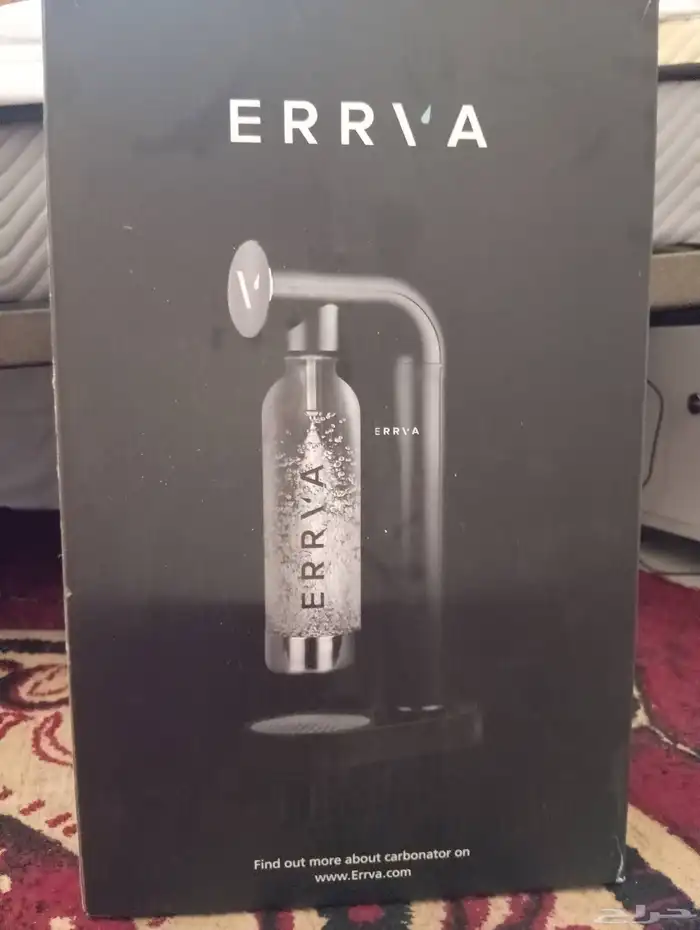 ERRVA
ERRVA
ERRVA
Find out more about carbonator on
www.Errva.com
حراج